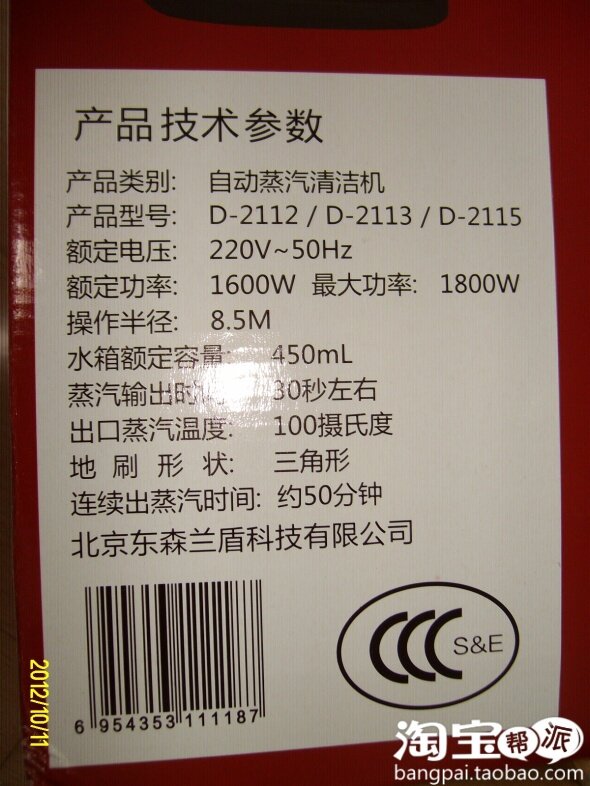 产品技术参数
产品类别: 自动蒸汽清洁机
产品型号: D-2112 / D-2113 / D-2115
额定电压: 220V~50Hz
额定功率: 1600W 最大功率: 1800W
操作半径: 8.5M
水箱额定容量: 450mL
蒸汽输出时间: 30秒左右
出口蒸汽温度: 100摄氏度
地刷形状: 三角形
连续出蒸汽时间: 约50分钟
北京东森兰盾科技有限公司
6 954353 111187
CCC S&E
2012/10/11
淘宝帮派
bangpai.taobao.com